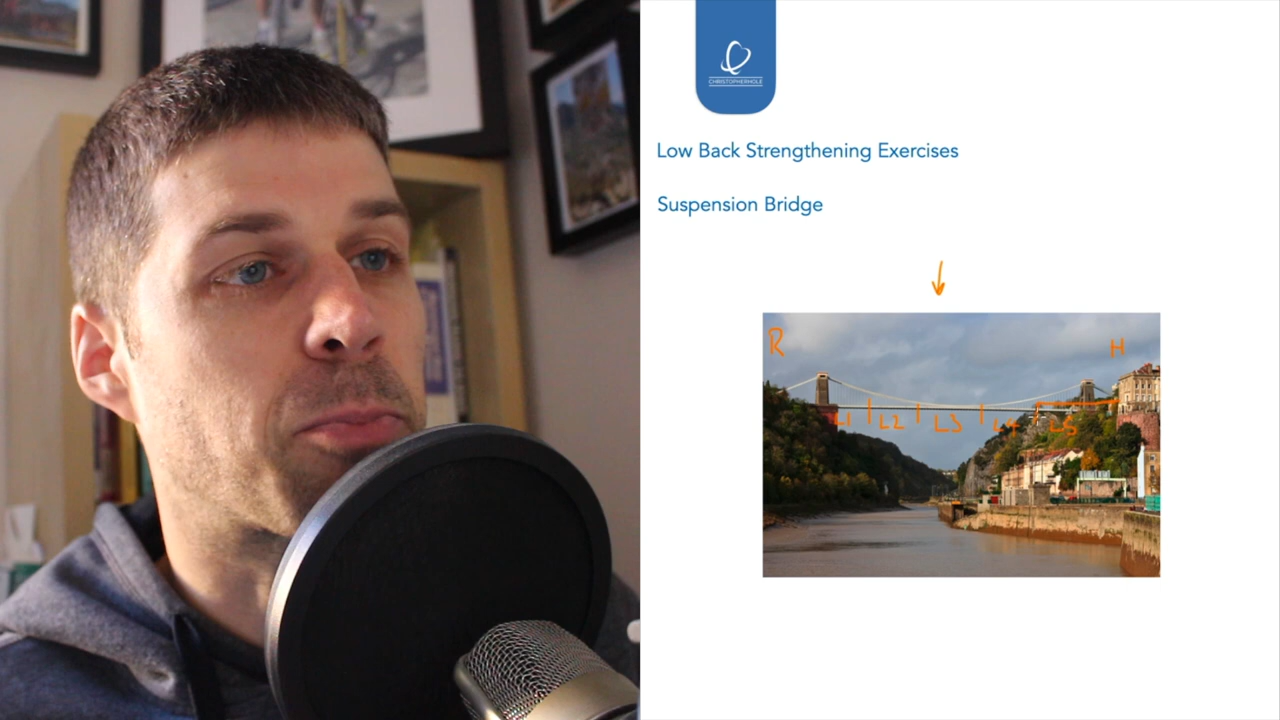 CHRISTOPHERHOLE
Low Back Strengthening Exercises
Suspension Bridge
R
H
L1 L2 L3 L4 L5